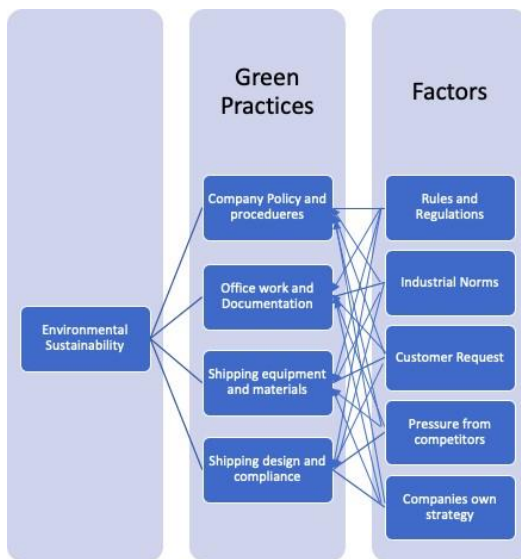 Green
Practices
Factors
Company Policy and
procedueres
Rules and
Regulations
Office work and
Documentation
Industrial Norms
Environmental
Sustainability
Customer Request
Shipping equipment
and materials
Pressure from
competitors
Shipping design and
compliance
Companies own
strategy